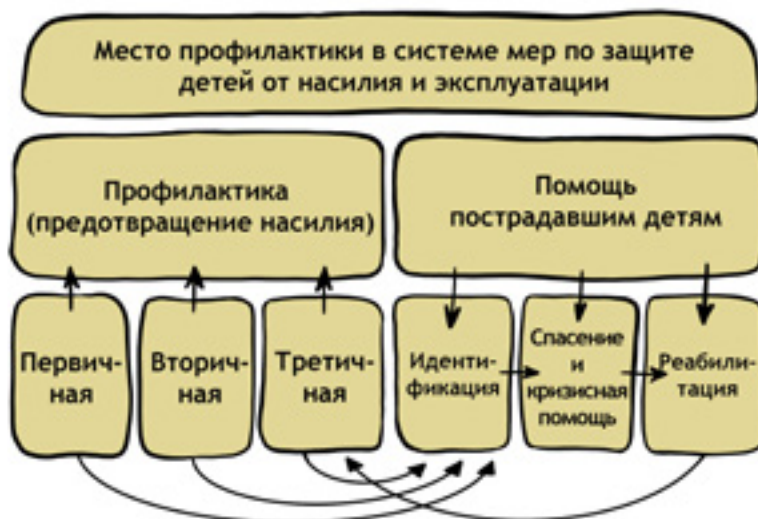 Место профилактики в системе мер по защите
детей от насилия и эксплуатации
Профилактика
(предотвращение насилия)
Помощь
пострадавшим детям
Первич-
ная
Вторич-
ная
Третич-
ная
Иденти-
фикация
Спасение
и
кризисная
помощь
Реабили-
тация